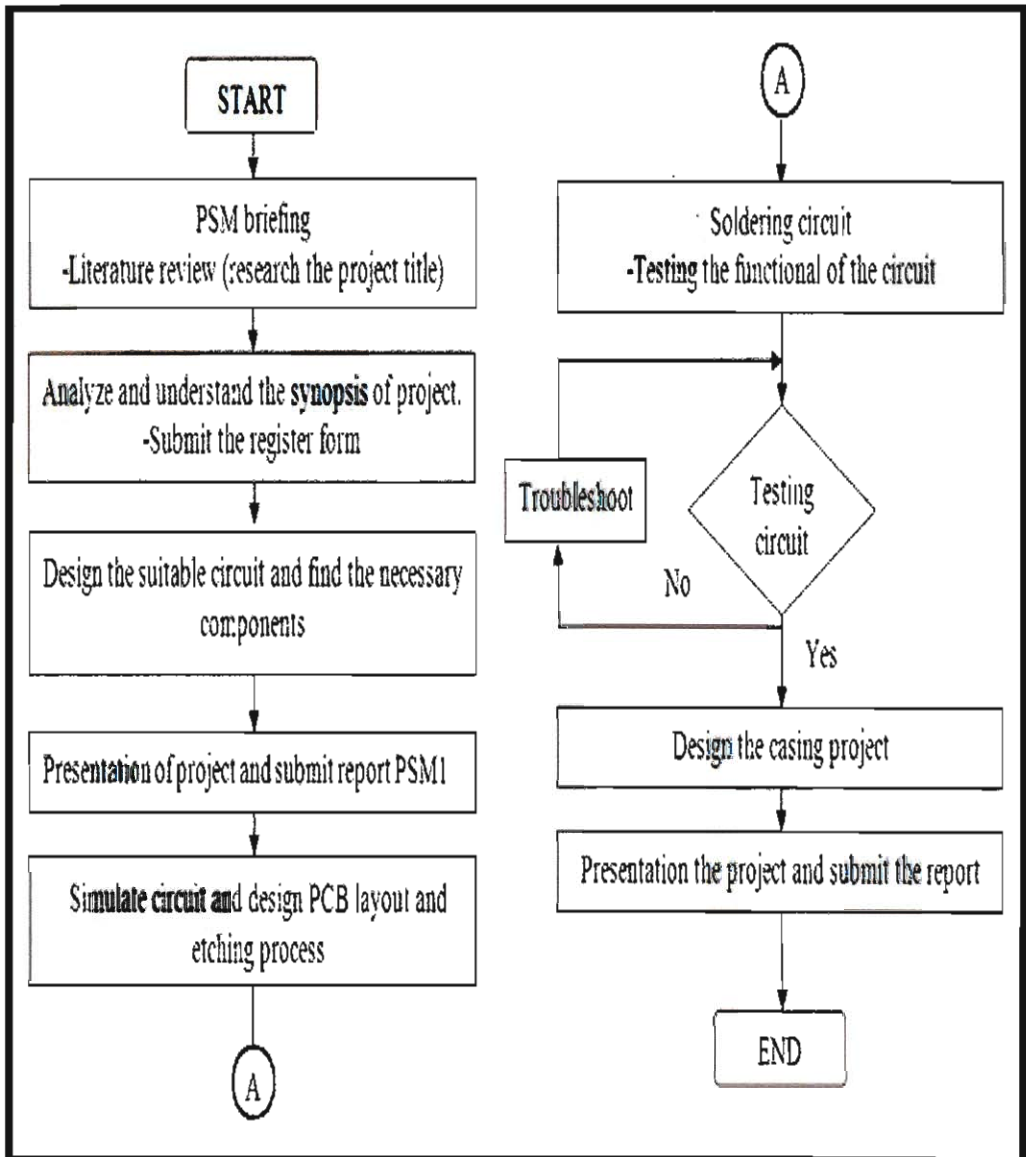 START
PSM briefing
-Literature review (research the project title)
Analyze and understand the synopsis of project.
-Submit the register form
Design the suitable circuit and find the necessary
components
Presentation of project and submit report PSM1
Simulate circuit and design PCB layout and
etching process
A
A
Soldering circuit
-Testing the functional of the circuit
Testing
circuit
Troubleshoot
No
Yes
Design the casing project
Presentation the project and submit the report
END